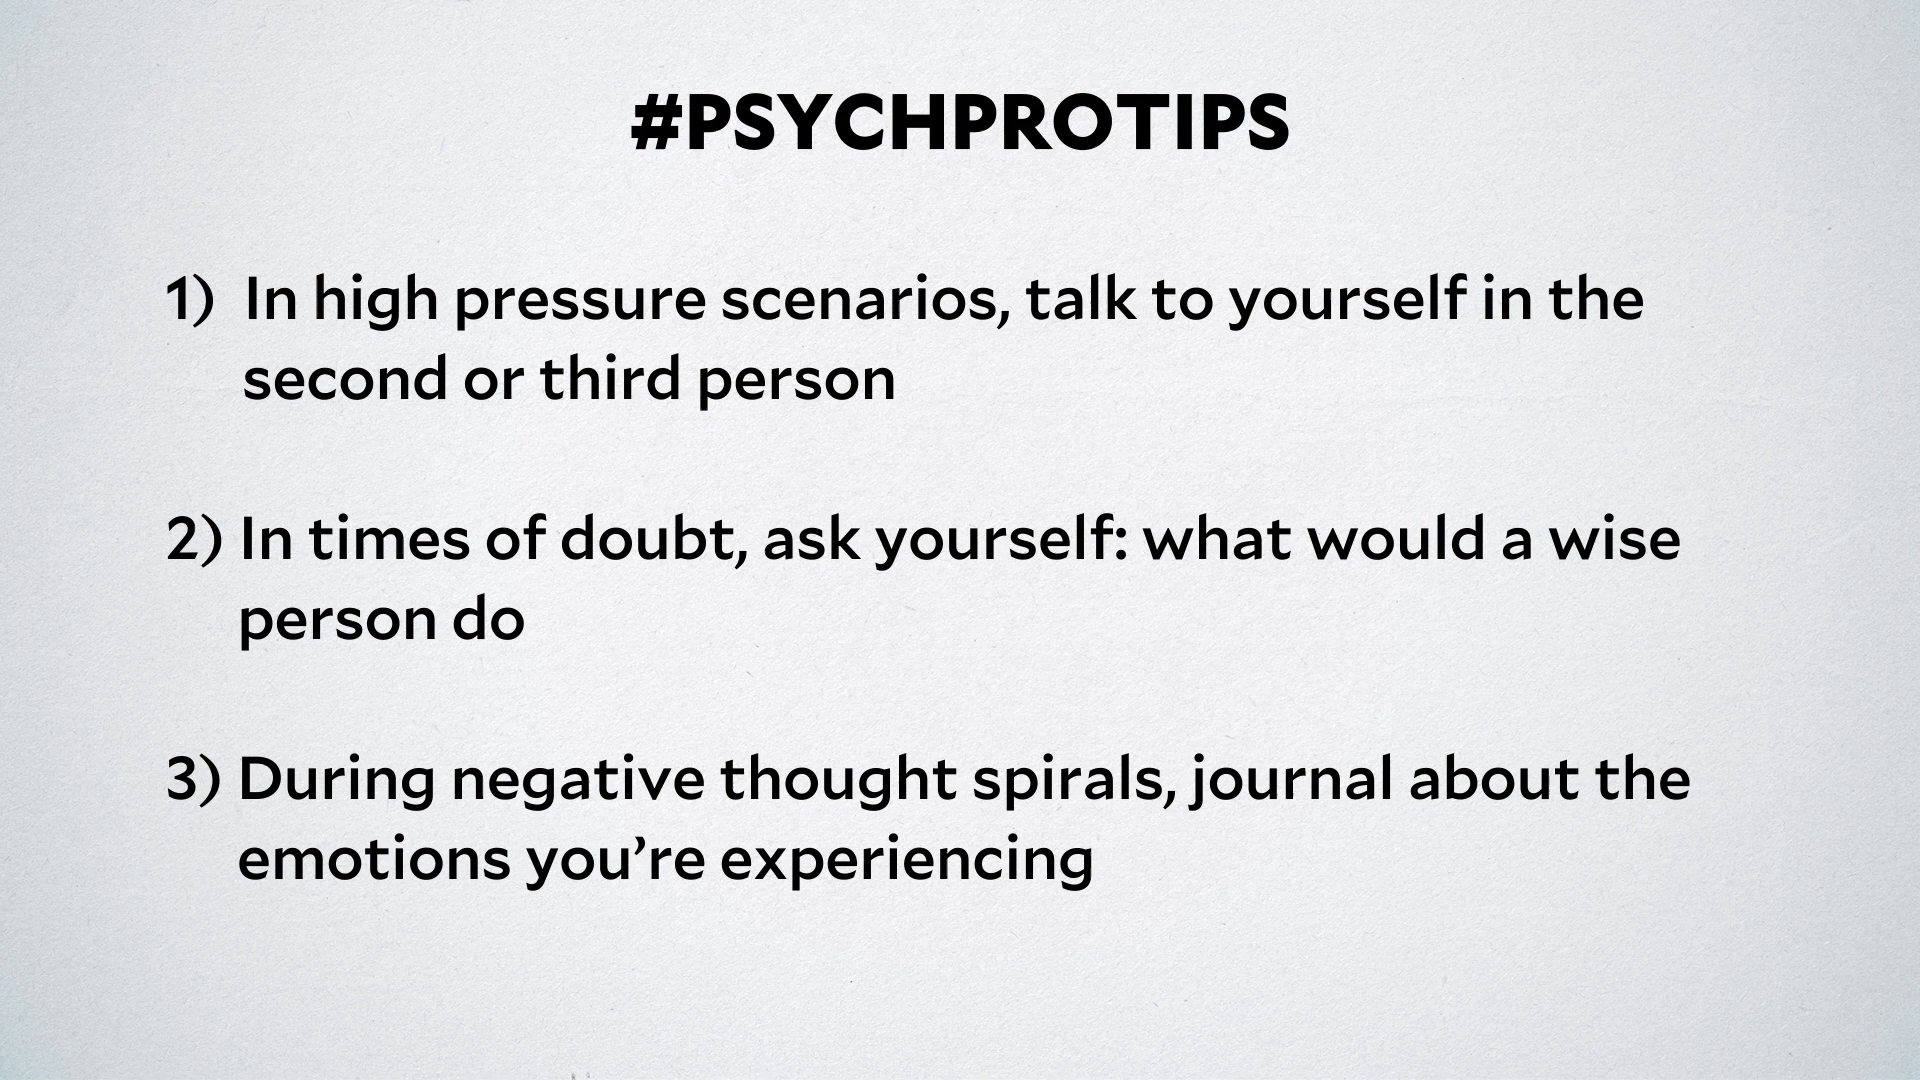 #PSYCHPROTIPS
1) In high pressure scenarios, talk to yourself in the
second or third person
2) In times of doubt, ask yourself: what would a wise
person do
3) During negative thought spirals, journal about the
emotions you’re experiencing